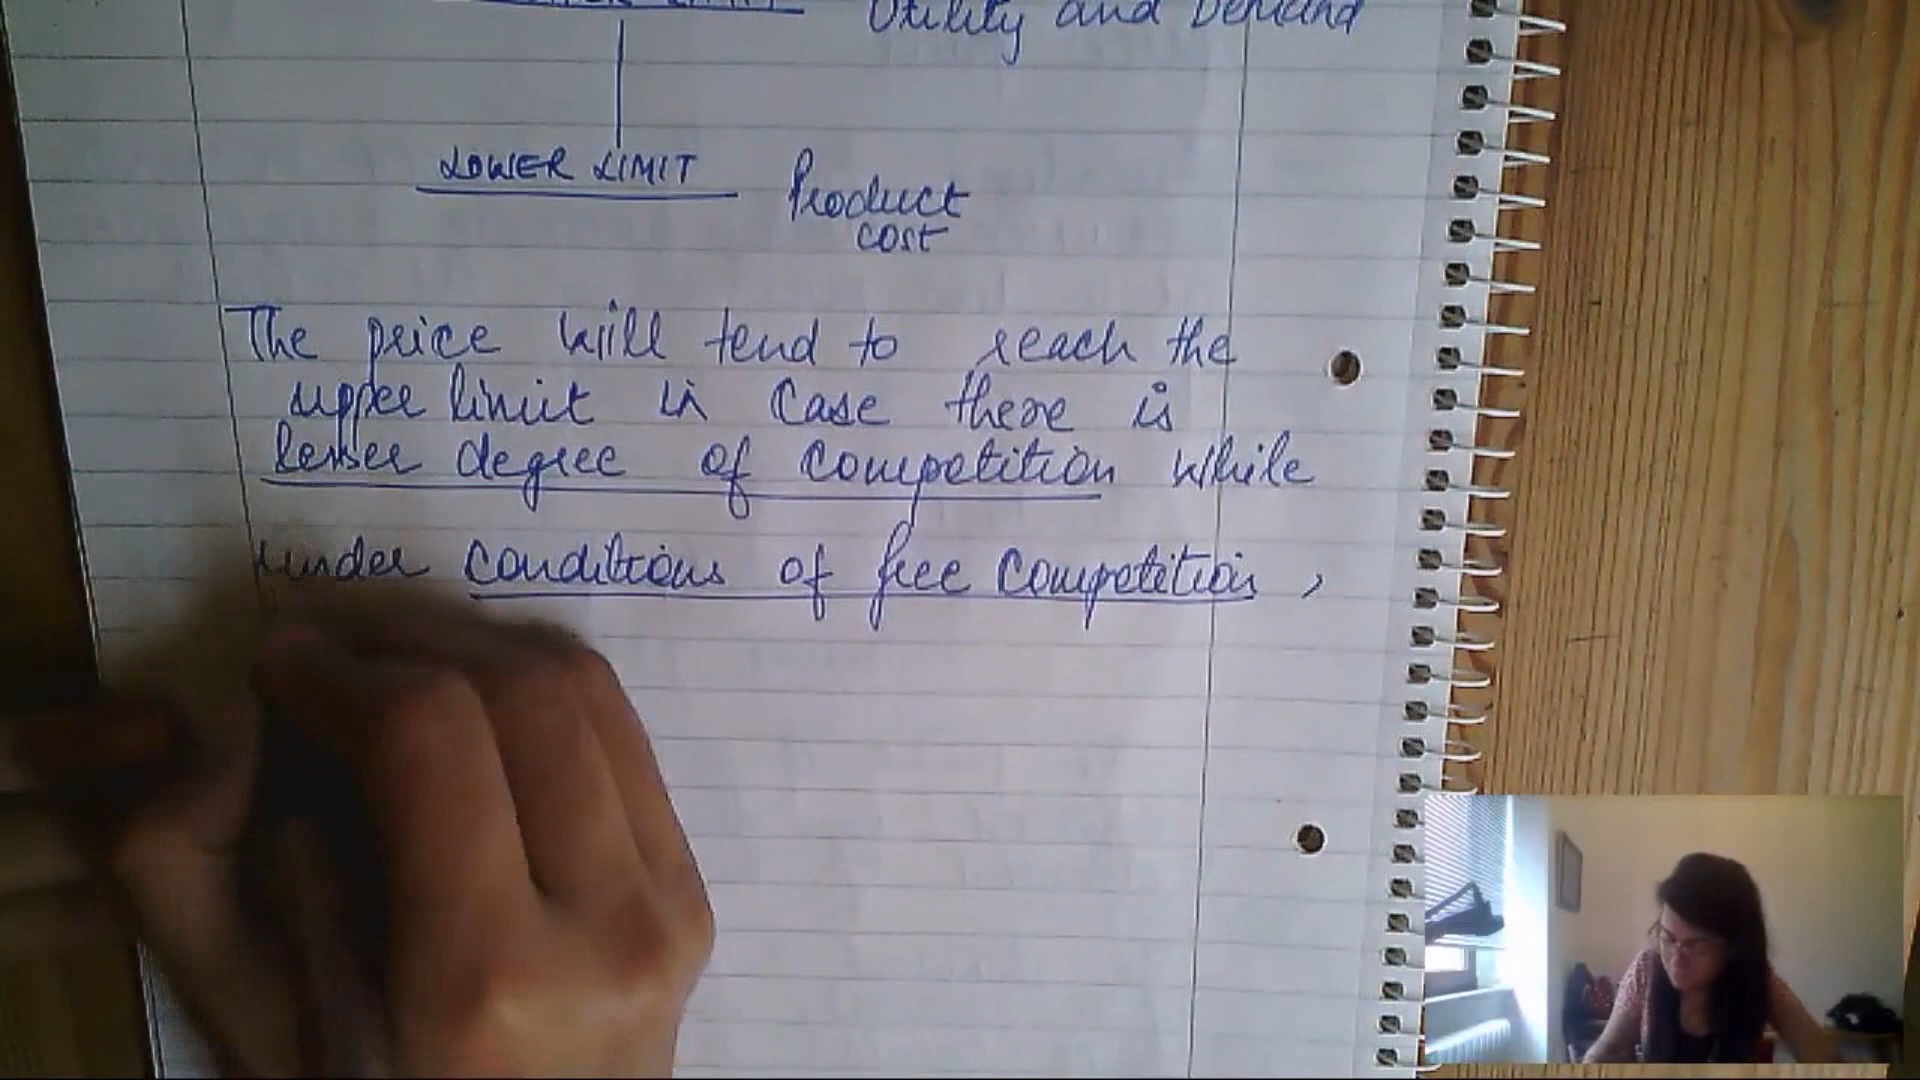 Utility and Demand
LOWER LIMIT
Product
cost
The price will tend to reach the
upper limit in case there is
lesser degree of competition while
under conditions of free competition,